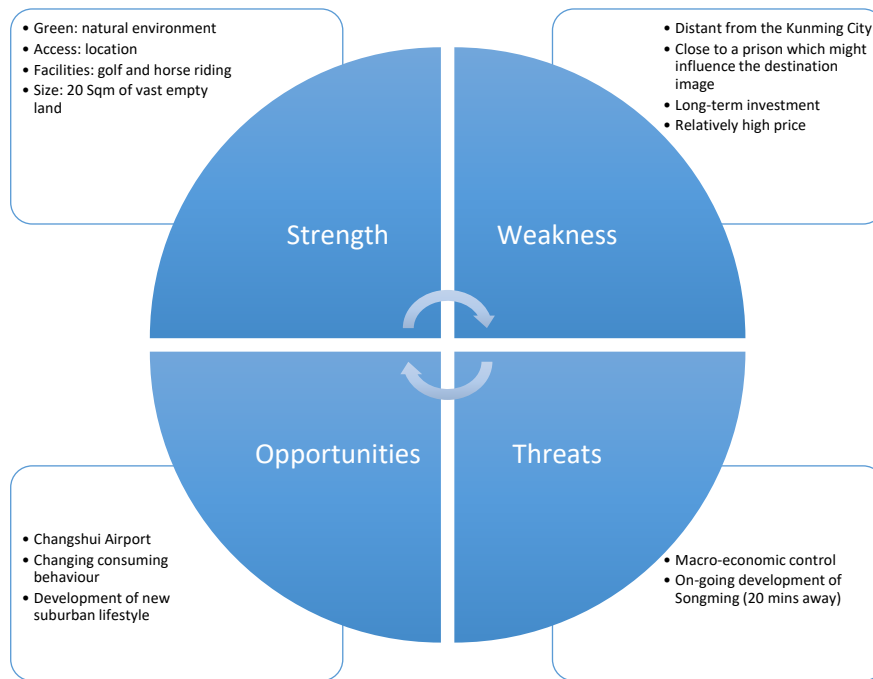 • Green: natural environment
• Access: location
• Facilities: golf and horse riding
• Size: 20 Sqm of vast empty
land
• Distant from the Kunming City
• Close to a prison which might
influence the destination
image
• Long-term investment
• Relatively high price
Strength
Weakness
Opportunities
Threats
• Changshui Airport
• Changing consuming
behaviour
• Development of new
suburban lifestyle
• Macro-economic control
• On-going development of
Songming (20 mins away)